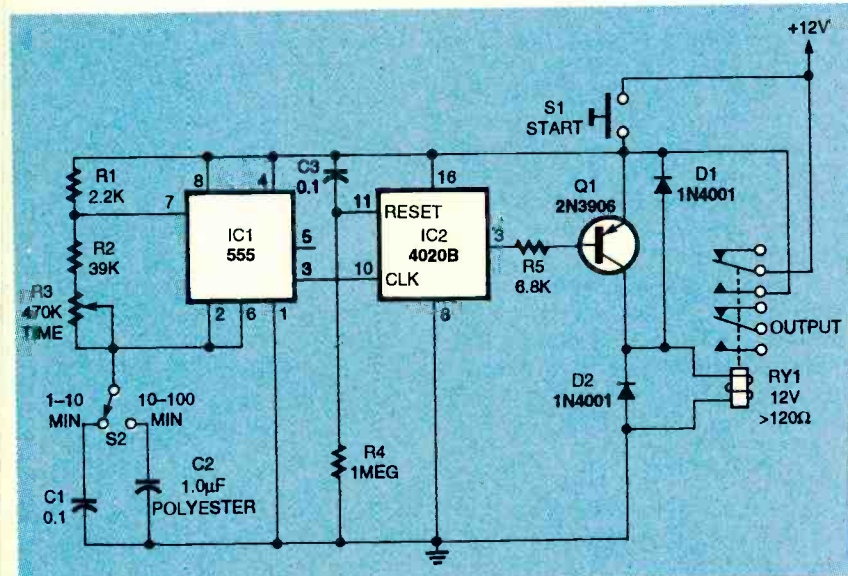 +12V
S1
START
R1
2.2K
8
4
C3
0.1
16
D1
1N4001
Q1
2N3906
7
11
RESET
IC1
555
5
IC2
4020B
3
R2
39K
3
10
CLK
R5
6.8K
R3
470K
TIME
2
6
1
8
OUTPUT
1–10
MIN
10–100
MIN
S2
D2
1N4001
RY1
12V
>120Ω
C2
1.0µF
POLYESTER
R4
1MEG
C1
0.1